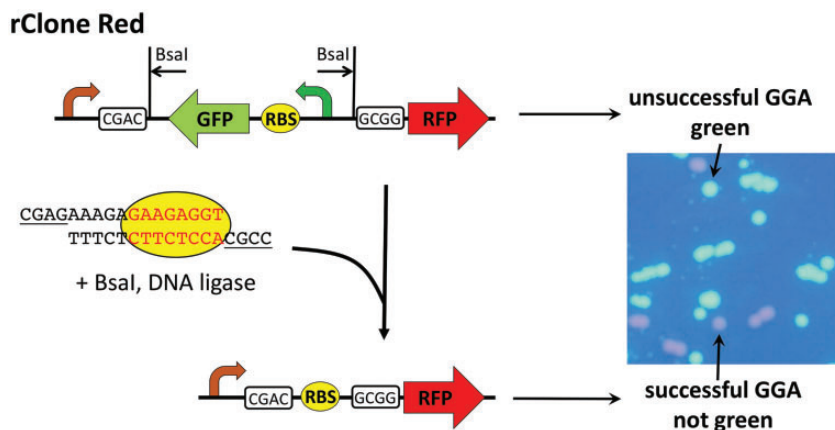 rClone Red
BsaI
BsaI
CGAC
GFP
RBS
GCGG
RFP
unsuccessful GGA
green
CGAGAAAGAGAAGAGGT
TTTCTCTTCTCCACGCC
+ BsaI, DNA ligase
CGAC
RBS
GCGG
RFP
successful GGA
not green